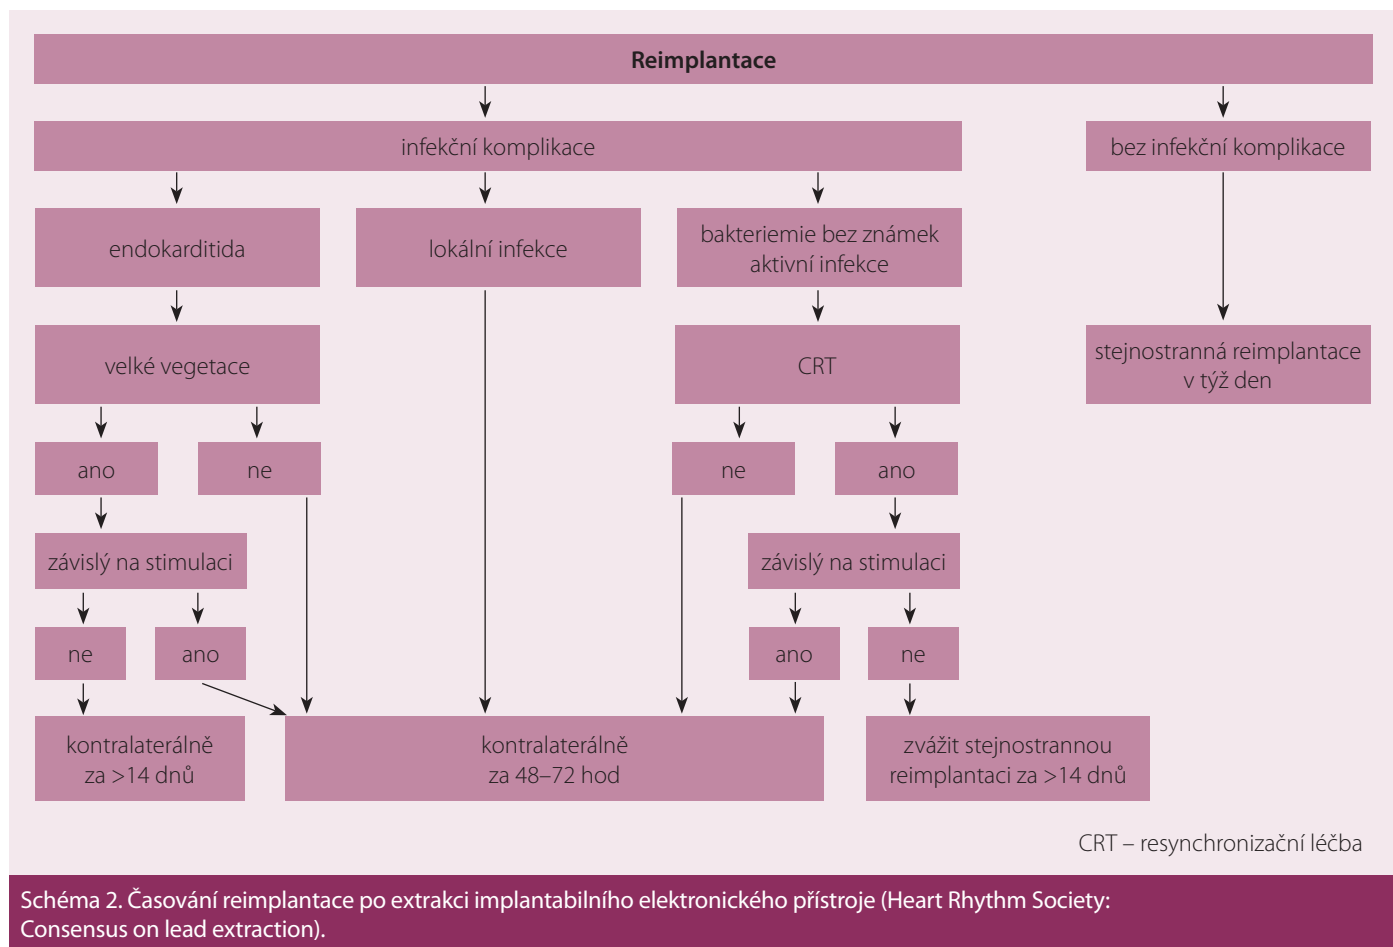 Reimplantace
infekční komplikace
bez infekční komplikace
endokarditida
lokální infekce
bakteriemie bez známek
aktivní infekce
velké vegetace
CRT
stejnostranná reimplantace
v týž den
ano
ne
ne
ano
závislý na stimulaci
závislý na stimulaci
ne
ano
ano
ne
kontralaterálně
za >14 dnů
kontralaterálně
za 48–72 hod
zvážit stejnostrannou
reimplantaci za >14 dnů
CRT – resynchronizační léčba
Schéma 2. Časování reimplantace po extrakci implantabilního elektronického přístroje (Heart Rhythm Society:
Consensus on lead extraction).